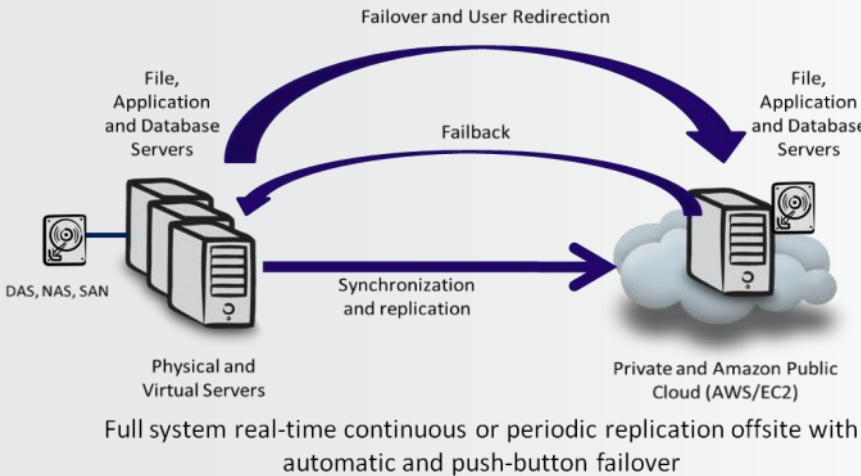 Failover and User Redirection
File,
Application
and Database
Servers
File,
Application
and Database
Servers
Failback
DAS, NAS, SAN
Synchronization
and replication
Physical and
Virtual Servers
Private and Amazon Public
Cloud (AWS/EC2)
Full system real-time continuous or periodic replication offsite with
automatic and push-button failover